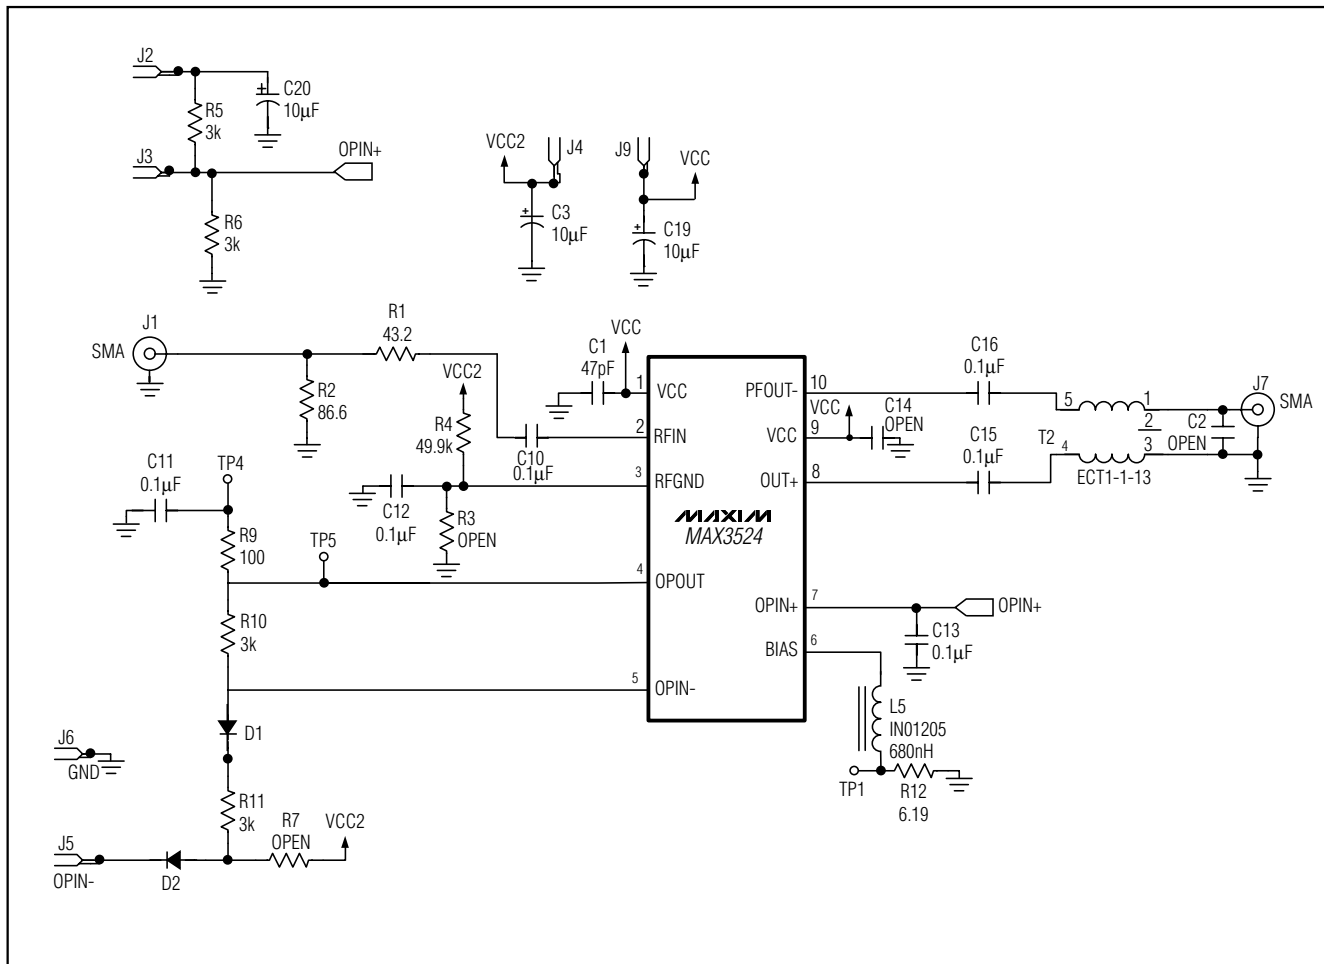 J2
C20
10µF
R5
3k
J3
OPIN+
R6
3k
VCC2
J4
J9
VCC
C3
10µF
C19
10µF
J1
SMA
R1
43.2
R2
86.6
VCC
C1
47pF
VCC2
R4
49.9k
C10
0.1µF
C12
0.1µF
R3
OPEN
1
VCC
2
RFIN
3
RFGND
4
OPOUT
5
OPIN-
MAXIM
MAX3524
PFOUT-
10
VCC
9
OUT+
8
OPIN+
7
BIAS
6
VCC
C14
OPEN
C16
0.1µF
C15
0.1µF
5
1
2
T2
4
3
ECT1-1-13
C2
OPEN
J7
SMA
C11
0.1µF
TP4
R9
100
TP5
R10
3k
OPIN+
C13
0.1µF
L5
IN01205
680nH
TP1
R12
6.19
D1
J6
GND
R11
3k
R7
OPEN
VCC2
J5
OPIN-
D2